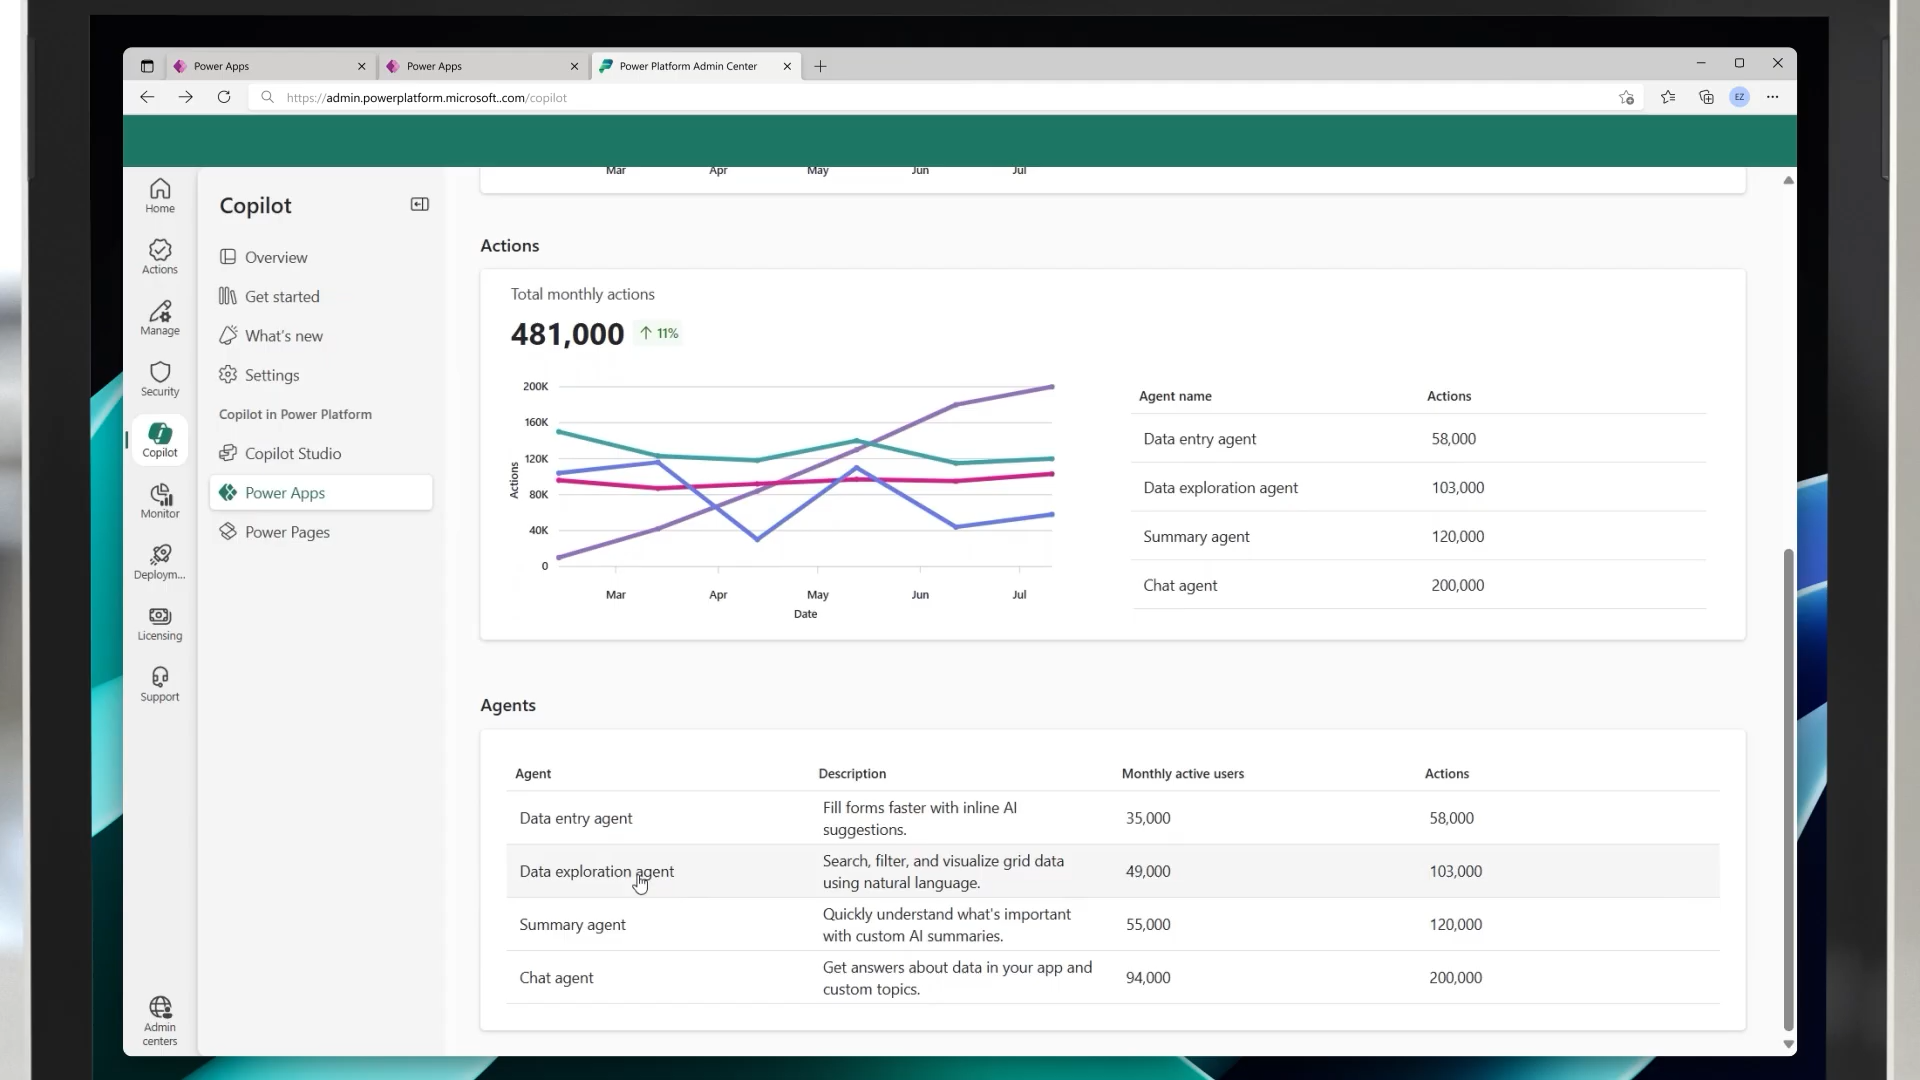 Power Apps
Power Apps
Power Platform Admin Center
https://admin.powerplatform.microsoft..com/copilot
EZ
Mar Apr May Jun Jul
Home
Actions
Manage
Security
Copilot
Monitor
Deploym...
Licensing
Support
Admin
centers
Copilot
Overview
Get started
What's new
Settings
Copilot in Power Platform
Copilot Studio
Power Apps
Power Pages
Actions
Total monthly actions
481,000 ↑ 11%
200K
160K
120K
80K
40K
0
Actions
Mar Apr May Jun Jul
Date
Agent name Actions
Data entry agent 58,000
Data exploration agent 103,000
Summary agent 120,000
Chat agent 200,000
Agents
Agent Description Monthly active users Actions
Data entry agent Fill forms faster with inline AI
suggestions. 35,000 58,000
Data exploration agent Search, filter, and visualize grid data
using natural language. 49,000 103,000
Summary agent Quickly understand what's important
with custom AI summaries. 55,000 120,000
Chat agent Get answers about data in your app and
custom topics. 94,000 200,000